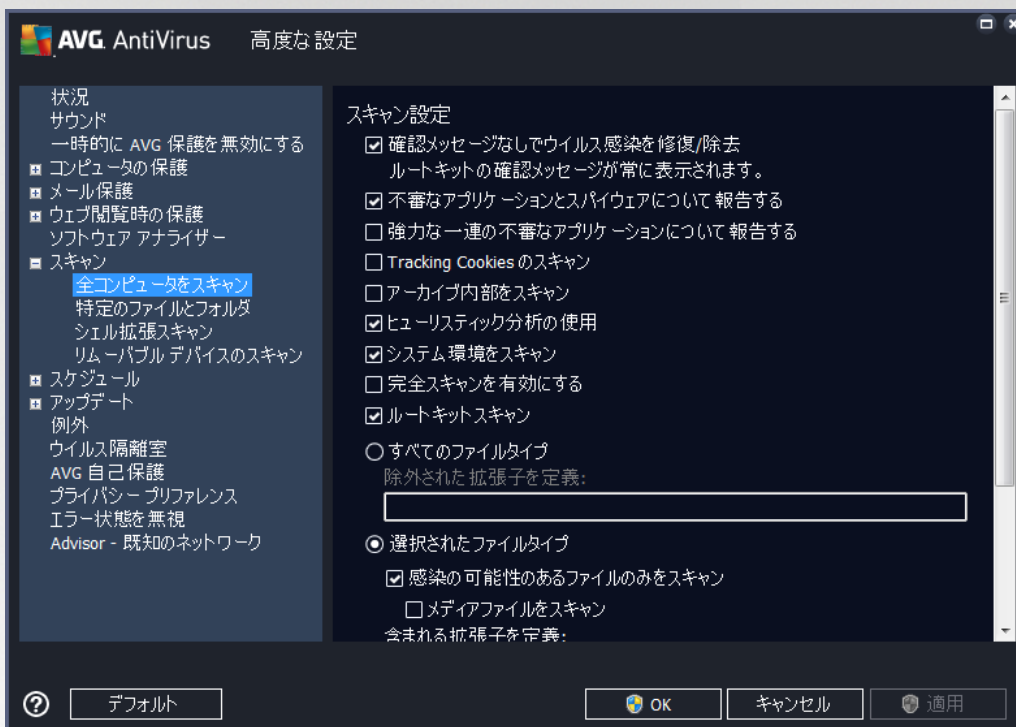 AVG. AntiVirus 高度な設定
状況
サウンド
一時的に AVG 保護を無効にする
コンピュータの保護
メール保護
ウェブ閲覧時の保護
ソフトウェア アナライザー
スキャン
全コンピュータをスキャン
特定のファイルとフォルダ
シェル拡張スキャン
リムーバブル デバイスのスキャン
スケジュール
アップデート
例外
ウイルス隔離室
AVG 自己保護
プライバシー プリファレンス
エラー状態を無視
Advisor - 既知のネットワーク
スキャン設定
確認メッセージなしでウイルス感染を修復/除去
ルートキットの確認メッセージが常に表示されます。
不審なアプリケーションとスパイウェアについて報告する
強力な一連の不審なアプリケーションについて報告する
Tracking Cookies のスキャン
アーカイブ内部をスキャン
ヒューリスティック分析の使用
システム環境をスキャン
完全スキャンを有効にする
ルートキットスキャン
すべてのファイルタイプ
除外された拡張子を定義:
選択されたファイルタイプ
感染の可能性のあるファイルのみをスキャン
メディアファイルをスキャン
含まれる拡張子を定義:
? デフォルト OK キャンセル 適用